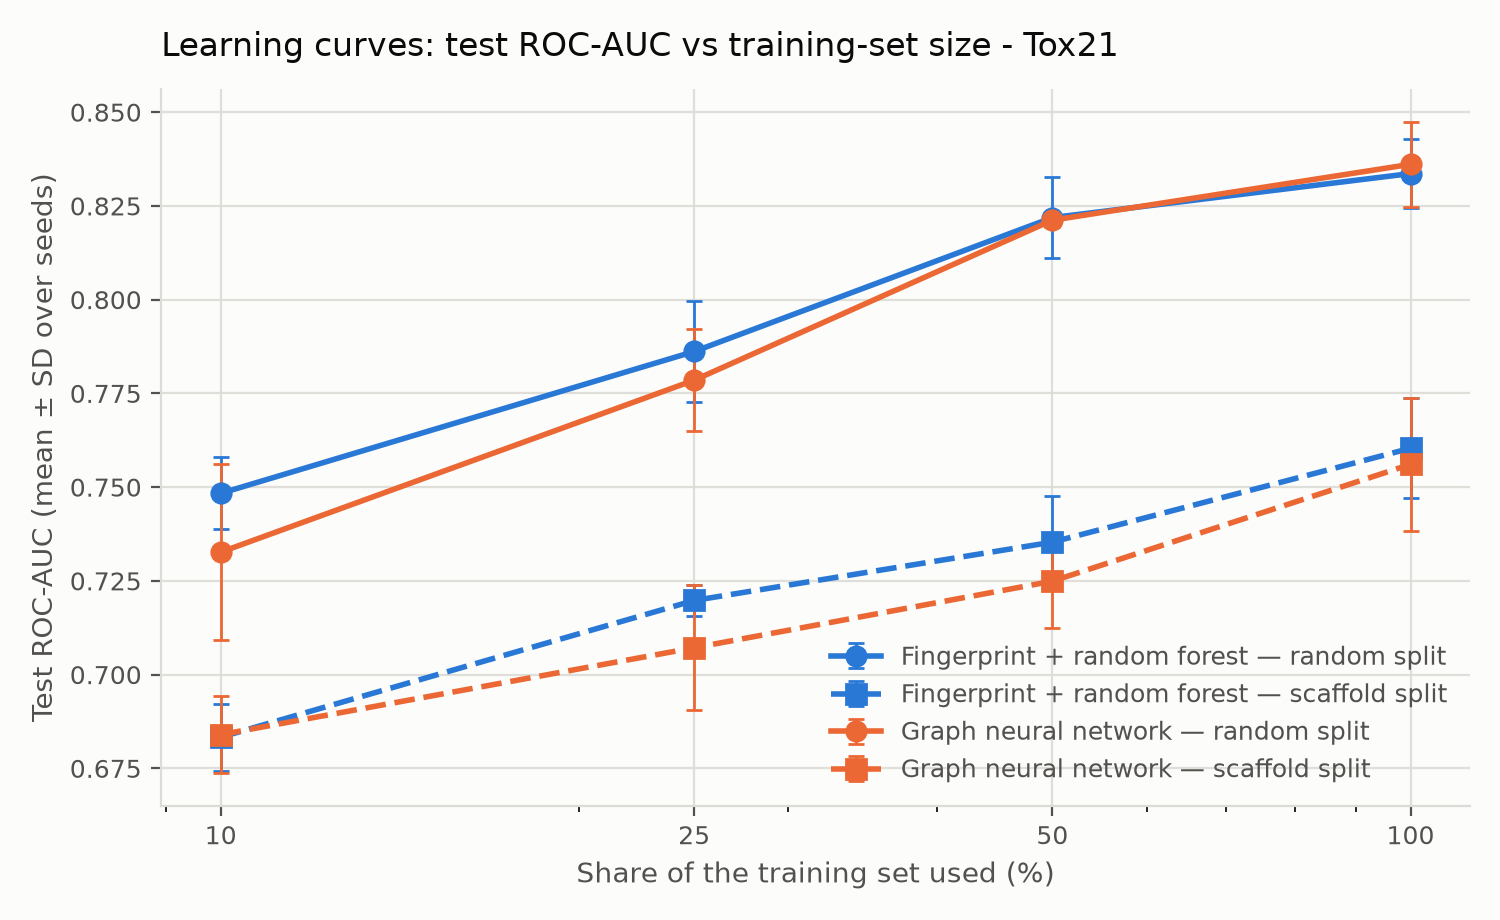 Learning curves: test ROC-AUC vs training-set size - Tox21
Test ROC-AUC (mean ± SD over seeds)
0.850
0.825
0.800
0.775
0.750
0.725
0.700
0.675
Fingerprint + random forest — random split
Fingerprint + random forest — scaffold split
Graph neural network — random split
Graph neural network — scaffold split
10 25 50 100
Share of the training set used (%)